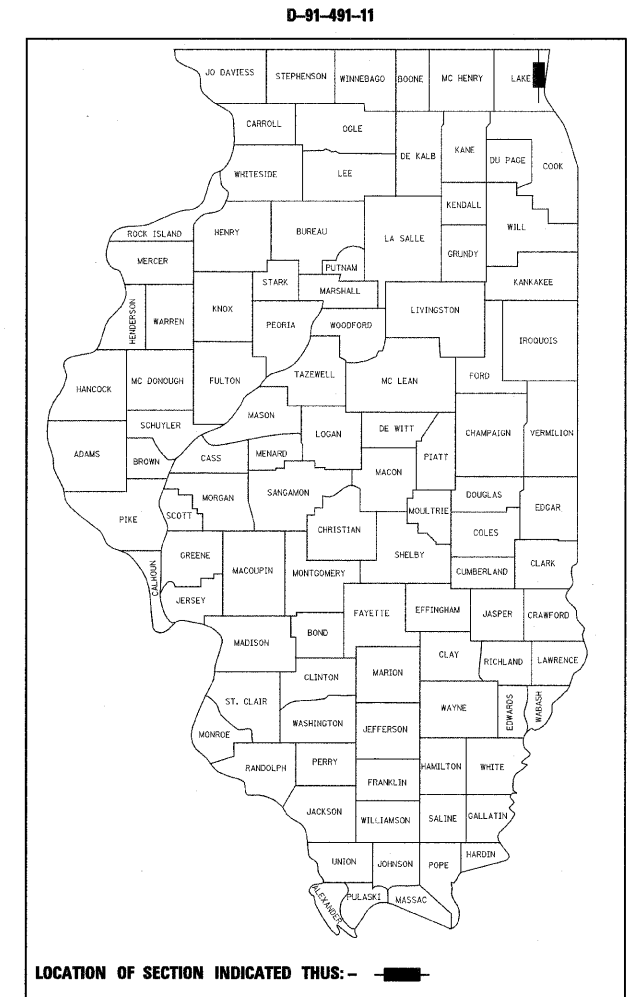 D-91-491-11
JO DAVIESS
STEPHENSON
WINNEBAGO
BOONE
MC HENRY
LAKE
CARROLL
OGLE
DE KALB
KANE
DU PAGE
COOK
WHITESIDE
LEE
KENDALL
WILL
ROCK ISLAND
HENRY
BUREAU
LA SALLE
GRUNDY
MERCER
PUTNAM
STARK
MARSHALL
KANKAKEE
HENDERSON
WARREN
KNOX
PEORIA
WOODFORD
LIVINGSTON
IROQUOIS
HANCOCK
MC DONOUGH
FULTON
TAZEWELL
MC LEAN
FORD
MASON
SCHUYLER
LOGAN
DE WITT
CHAMPAIGN
VERMILION
ADAMS
BROWN
CASS
MENARD
MACON
PIATT
MORGAN
SANGAMON
DOUGLAS
EDGAR
PIKE
SCOTT
CHRISTIAN
MOULTRIE
COLES
SHELBY
GREENE
MACOUPIN
MONTGOMERY
CUMBERLAND
CLARK
CALHOUN
JERSEY
FAYETTE
EFFINGHAM
JASPER
CRAWFORD
MADISON
BOND
CLAY
RICHLAND
LAWRENCE
CLINTON
MARION
ST. CLAIR
WAYNE
EDWARDS
WABASH
WASHINGTON
JEFFERSON
MONROE
RANDOLPH
PERRY
HAMILTON
WHITE
FRANKLIN
JACKSON
WILLIAMSON
SALINE
GALLATIN
UNION
JOHNSON
POPE
HARDIN
ALEXANDER
PULASKI
MASSAC
LOCATION OF SECTION INDICATED THUS: -